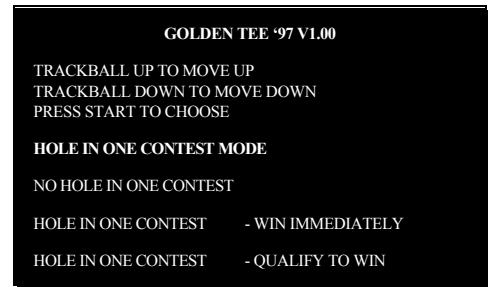 GOLDEN TEE ‘97 V1.00
TRACKBALL UP TO MOVE UP
TRACKBALL DOWN TO MOVE DOWN
PRESS START TO CHOOSE
HOLE IN ONE CONTEST MODE
NO HOLE IN ONE CONTEST
HOLE IN ONE CONTEST - WIN IMMEDIATELY
HOLE IN ONE CONTEST - QUALIFY TO WIN